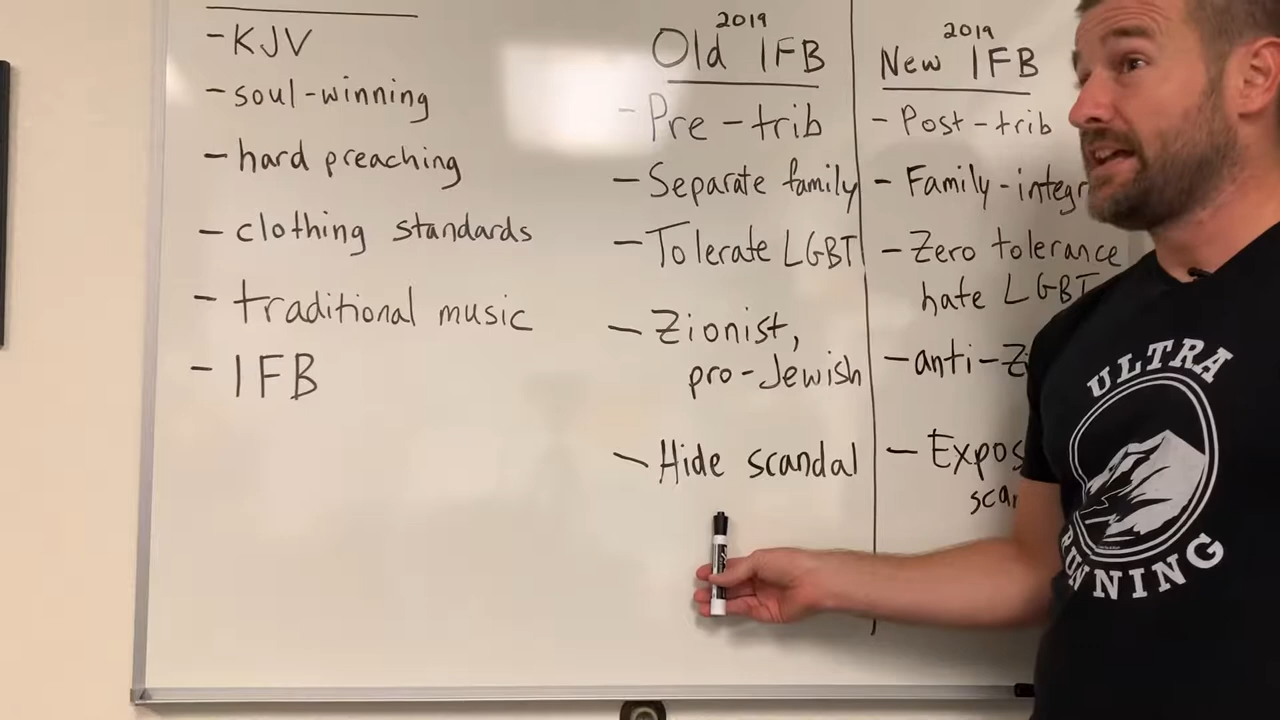 - KJV
- soul-winning
- hard preaching
- clothing standards
- traditional music
- IFB
2019
Old IFB
- Pre-trib
- Separate family
- Tolerate LGBT
- Zionist,
pro-Jewish
- Hide scandal
2019
New IFB
- Post-trib
- Family-integr
- Zero tolerance
hate LGBT
- anti-Z
- Expos
sca
ULTRA
RUNNING